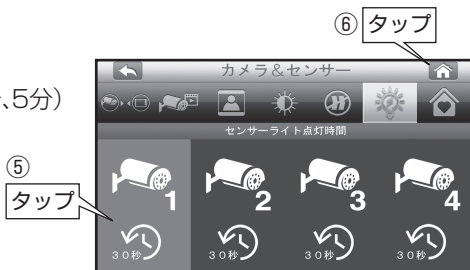 ⑥ タップ
カメラ&センサー
、5分)
センサーライト点灯時間
⑤
タップ
1 2 3 4
30秒 30秒 30秒 30秒